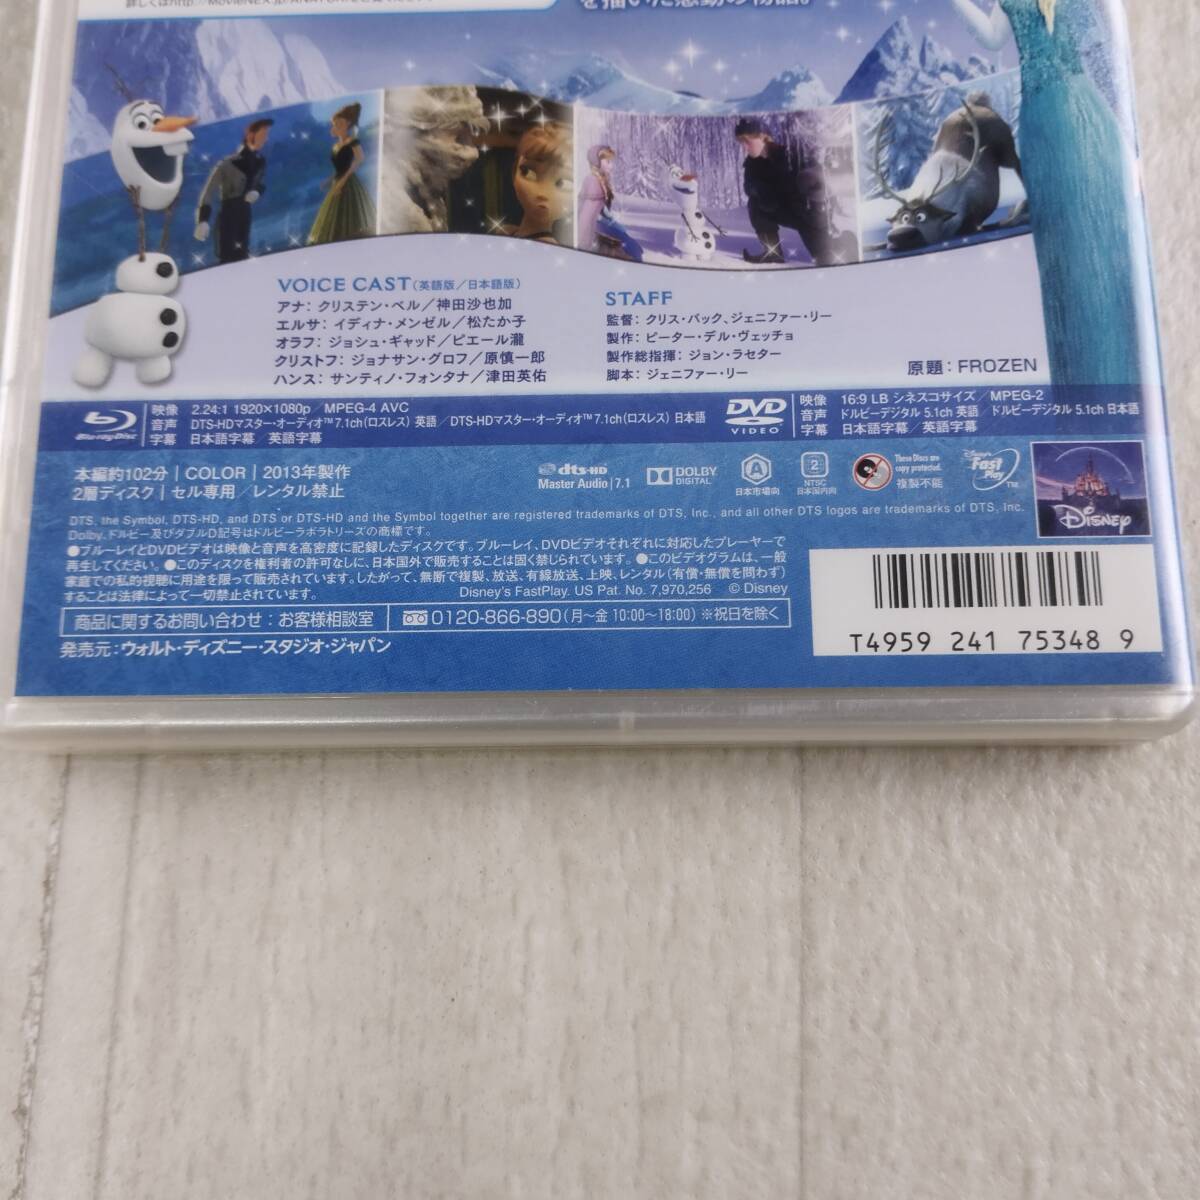 詳しくはhttp://MovieNEX.jp/ANAYUKI/
を描いた感動の物語。
VOICE CAST(英語版/日本語版)
アナ: クリステン・ベル/神田沙也加
エルサ: イディナ・メンゼル/松たか子
オラフ: ジョシュ・ギャッド/ピエール瀧
クリストフ: ジョナサン・グロフ/原慎一郎
ハンス: サンティノ・フォンタナ/津田英佑
STAFF
監督: クリス・バック、ジェニファー・リー
製作: ピーター・デル・ヴェッチョ
製作総指揮: ジョン・ラセター
脚本: ジェニファー・リー
原題: FROZEN
Blu-ray Disc
映像 2.24:1 1920×1080p/MPEG-4 AVC
音声 DTS-HDマスター・オーディオ™7.1ch(ロスレス) 英語/DTS-HDマスター・オーディオ™7.1ch(ロスレス) 日本語
字幕 日本語字幕/英語字幕
DVD VIDEO
映像 16:9 LB シネスコサイズ/MPEG-2
音声 ドルビーデジタル 5.1ch 英語/ドルビーデジタル 5.1ch 日本語
字幕 日本語字幕/英語字幕
本編約102分|COLOR|2013年製作
2層ディスク|セル専用/レンタル禁止
dts-HD Master Audio|7.1
DOLBY DIGITAL
A 日本市場向
2 NTSC 日本国内向
These Discs are copy protected. 複製不能
Disney's Fast Play TM
Disney
DTS, the Symbol, DTS-HD, and DTS or DTS-HD and the Symbol together are registered trademarks of DTS, Inc., and all other DTS logos are trademarks of DTS, Inc.
Dolby、ドルビー及びダブルD記号はドルビーラボラトリーズの商標です。
●ブルーレイとDVDビデオは映像と音声を高密度に記録したディスクです。ブルーレイ、DVDビデオそれぞれに対応したプレーヤーで
再生してください。●このディスクを権利者の許可なしに、日本国外で販売することは固く禁じられています。●このビデオグラムは、一般
家庭での私的視聴に用途を限って販売されています。したがって、無断で複製、放送、有線放送、上映、レンタル(有償・無償を問わず)
することは法律によって一切禁止されています。
Disney's FastPlay. US Pat. No. 7,970,256 © Disney
商品に関するお問い合わせ:お客様相談室 0120-866-890(月〜金 10:00〜18:00)※祝日を除く
発売元:ウォルト・ディズニー・スタジオ・ジャパン
T4959 241 75348 9